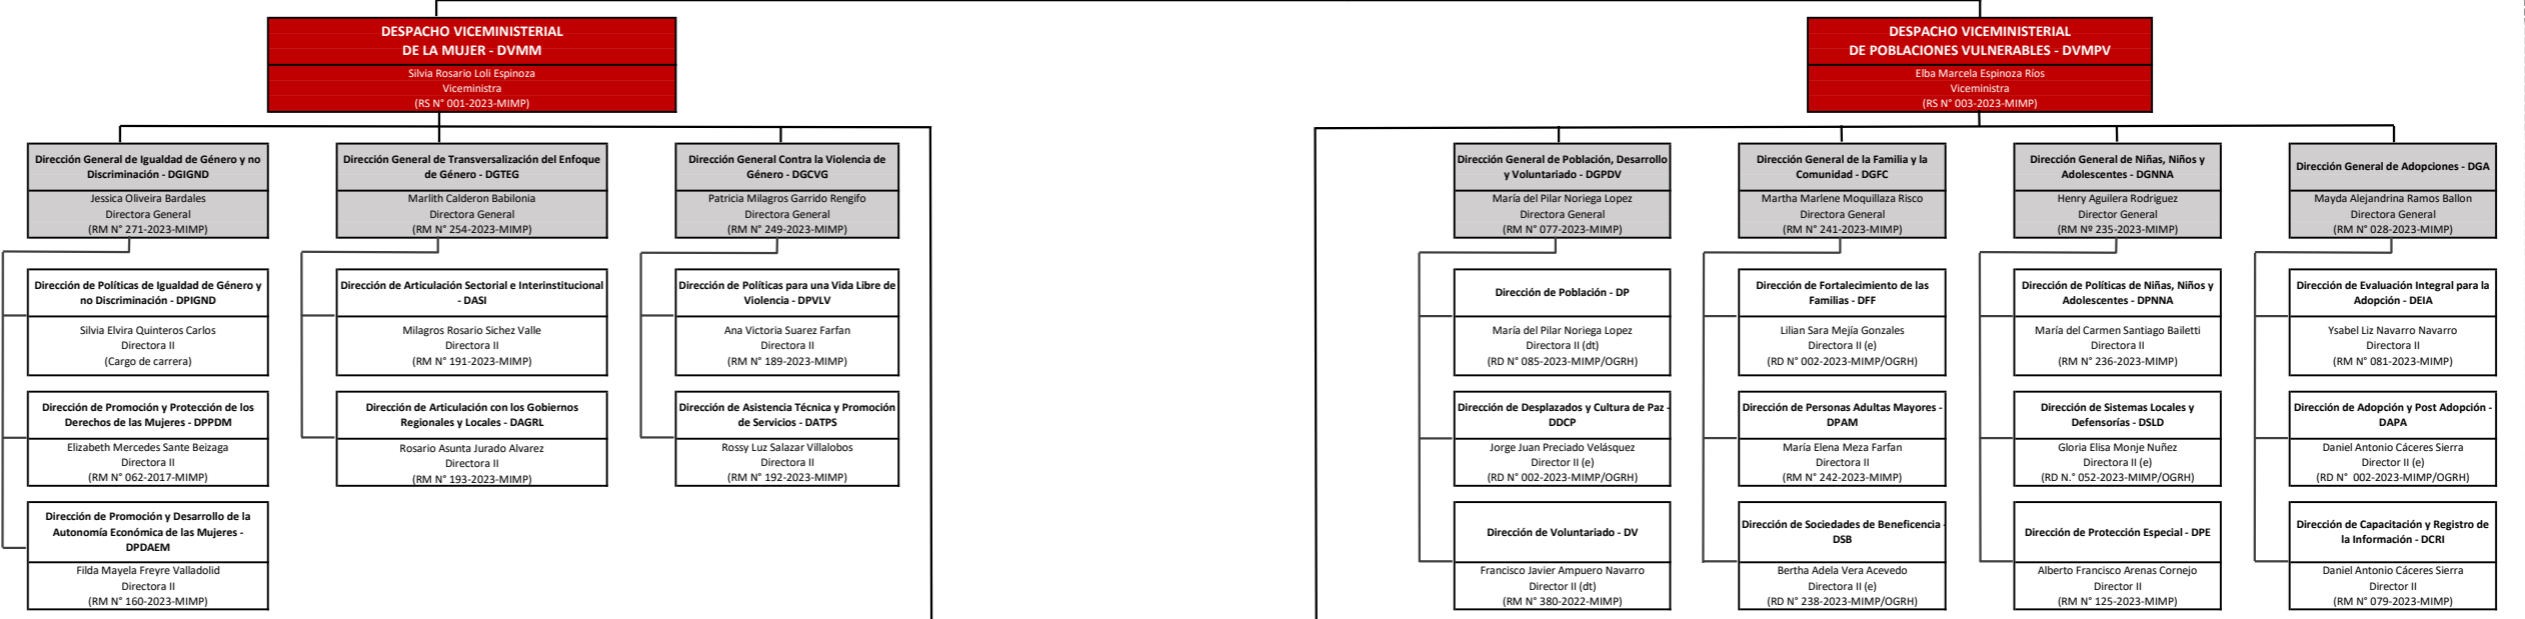 DESPACHO VICEMINISTERIAL
DE LA MUJER - DVMM
Silvia Rosario Loli Espinoza
Viceministra
(RS N° 001-2023-MIMP)
Dirección General de Igualdad de Género y no
Discriminación - DGIGND
Jessica Oliveira Bardales
Directora General
(RM N° 271-2023-MIMP)
Dirección de Políticas de Igualdad de Género y
no Discriminación - DPIGND
Silvia Elvira Quinteros Carlos
Directora II
(Cargo de carrera)
Dirección de Promoción y Protección de los
Derechos de las Mujeres - DPPDM
Elizabeth Mercedes Sante Beizaga
Directora II
(RM N° 062-2017-MIMP)
Dirección de Promoción y Desarrollo de la
Autonomía Económica de las Mujeres -
DPDAEM
Filda Mayela Freyre Valladolid
Directora II
(RM N° 160-2023-MIMP)
Dirección General de Transversalización del Enfoque
de Género - DGTEG
Marlith Calderon Babilonia
Directora General
(RM N° 254-2023-MIMP)
Dirección de Articulación Sectorial e Interinstitucional
- DASI
Milagros Rosario Sichez Valle
Directora II
(RM N° 191-2023-MIMP)
Dirección de Articulación con los Gobiernos
Regionales y Locales - DAGRL
Rosario Asunta Jurado Alvarez
Directora II
(RM N° 193-2023-MIMP)
Dirección General Contra la Violencia de
Género - DGCVG
Patricia Milagros Garrido Rengifo
Directora General
(RM N° 249-2023-MIMP)
Dirección de Políticas para una Vida Libre de
Violencia - DPVLV
Ana Victoria Suarez Farfan
Directora II
(RM N° 189-2023-MIMP)
Dirección de Asistencia Técnica y Promoción
de Servicios - DATPS
Rossy Luz Salazar Villalobos
Directora II
(RM N° 192-2023-MIMP)
DESPACHO VICEMINISTERIAL
DE POBLACIONES VULNERABLES - DVMPV
Elba Marcela Espinoza Ríos
Viceministra
(RS N° 003-2023-MIMP)
Dirección General de Población, Desarrollo
y Voluntariado - DGPDV
María del Pilar Noriega Lopez
Directora General
(RM N° 077-2023-MIMP)
Dirección de Población - DP
María del Pilar Noriega Lopez
Directora II (dt)
(RD N° 085-2023-MIMP/OGRH)
Dirección de Desplazados y Cultura de Paz -
DDCP
Jorge Juan Preciado Velásquez
Director II (e)
(RD N° 002-2023-MIMP/OGRH)
Dirección de Voluntariado - DV
Francisco Javier Ampuero Navarro
Director II (dt)
(RM N° 380-2022-MIMP)
Dirección General de la Familia y la
Comunidad - DGFC
Martha Marlene Moquillaza Risco
Directora General
(RM N° 241-2023-MIMP)
Dirección de Fortalecimiento de las
Familias - DFF
Lilian Sara Mejía Gonzales
Directora II (e)
(RD N° 002-2023-MIMP/OGRH)
Dirección de Personas Adultas Mayores -
DPAM
María Elena Meza Farfan
Directora II
(RM N° 242-2023-MIMP)
Dirección de Sociedades de Beneficencia -
DSB
Bertha Adela Vera Acevedo
Directora II (e)
(RD N° 238-2023-MIMP/OGRH)
Dirección General de Niñas, Niños y
Adolescentes - DGNNA
Henry Aguilera Rodriguez
Director General
(RM Nº 235-2023-MIMP)
Dirección de Políticas de Niñas, Niños y
Adolescentes - DPNNA
María del Carmen Santiago Bailetti
Directora II
(RM N° 236-2023-MIMP)
Dirección de Sistemas Locales y
Defensorías - DSLD
Gloria Elisa Monje Nuñez
Directora II (e)
(RD N.° 052-2023-MIMP/OGRH)
Dirección de Protección Especial - DPE
Alberto Francisco Arenas Cornejo
Director II
(RM N° 125-2023-MIMP)
Dirección General de Adopciones - DGA
Mayda Alejandrina Ramos Ballon
Directora General
(RM N° 028-2023-MIMP)
Dirección de Evaluación Integral para la
Adopción - DEIA
Ysabel Liz Navarro Navarro
Directora II
(RM N° 081-2023-MIMP)
Dirección de Adopción y Post Adopción -
DAPA
Daniel Antonio Cáceres Sierra
Director II (e)
(RD N° 002-2023-MIMP/OGRH)
Dirección de Capacitación y Registro de
la Información - DCRI
Daniel Antonio Cáceres Sierra
Director II
(RM N° 079-2023-MIMP)